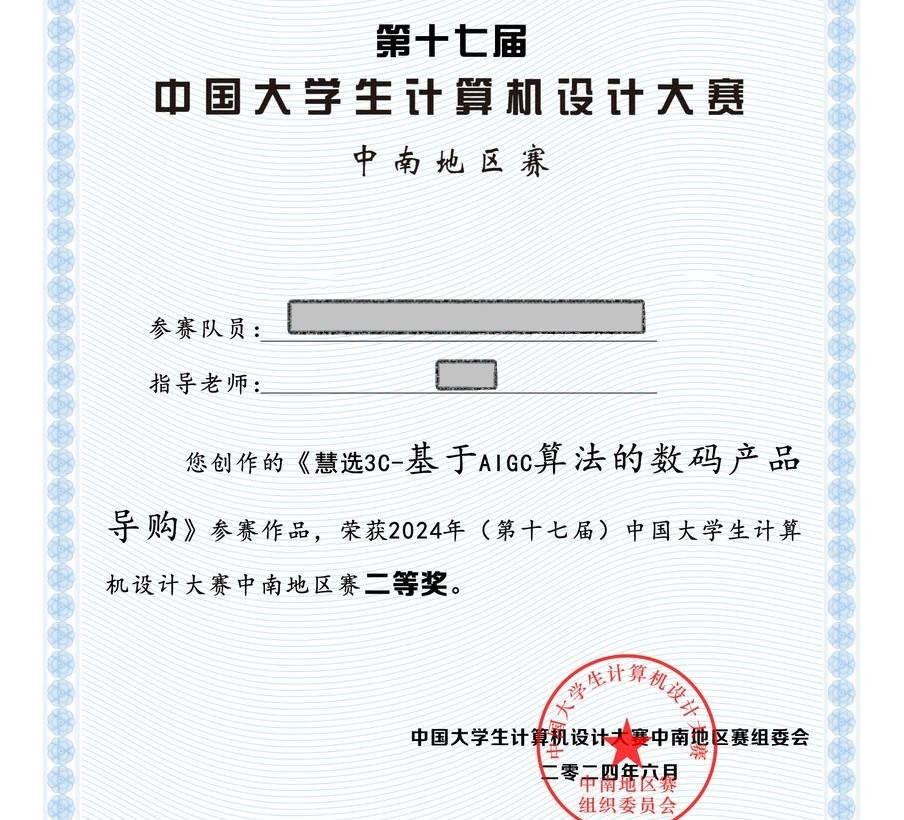 第十七届
中国大学生计算机设计大赛
中南地区赛
参赛队员：
指导老师：
您创作的《慧选3C-基于AIGC算法的数码产品
导购》参赛作品，荣获2024年（第十七届）中国大学生计算
机设计大赛中南地区赛二等奖。
中国大学生计算机设计大赛中南地区赛组委会
二零二四年六月
中国大学生计算机设计大赛
中南地区赛
组织委员会